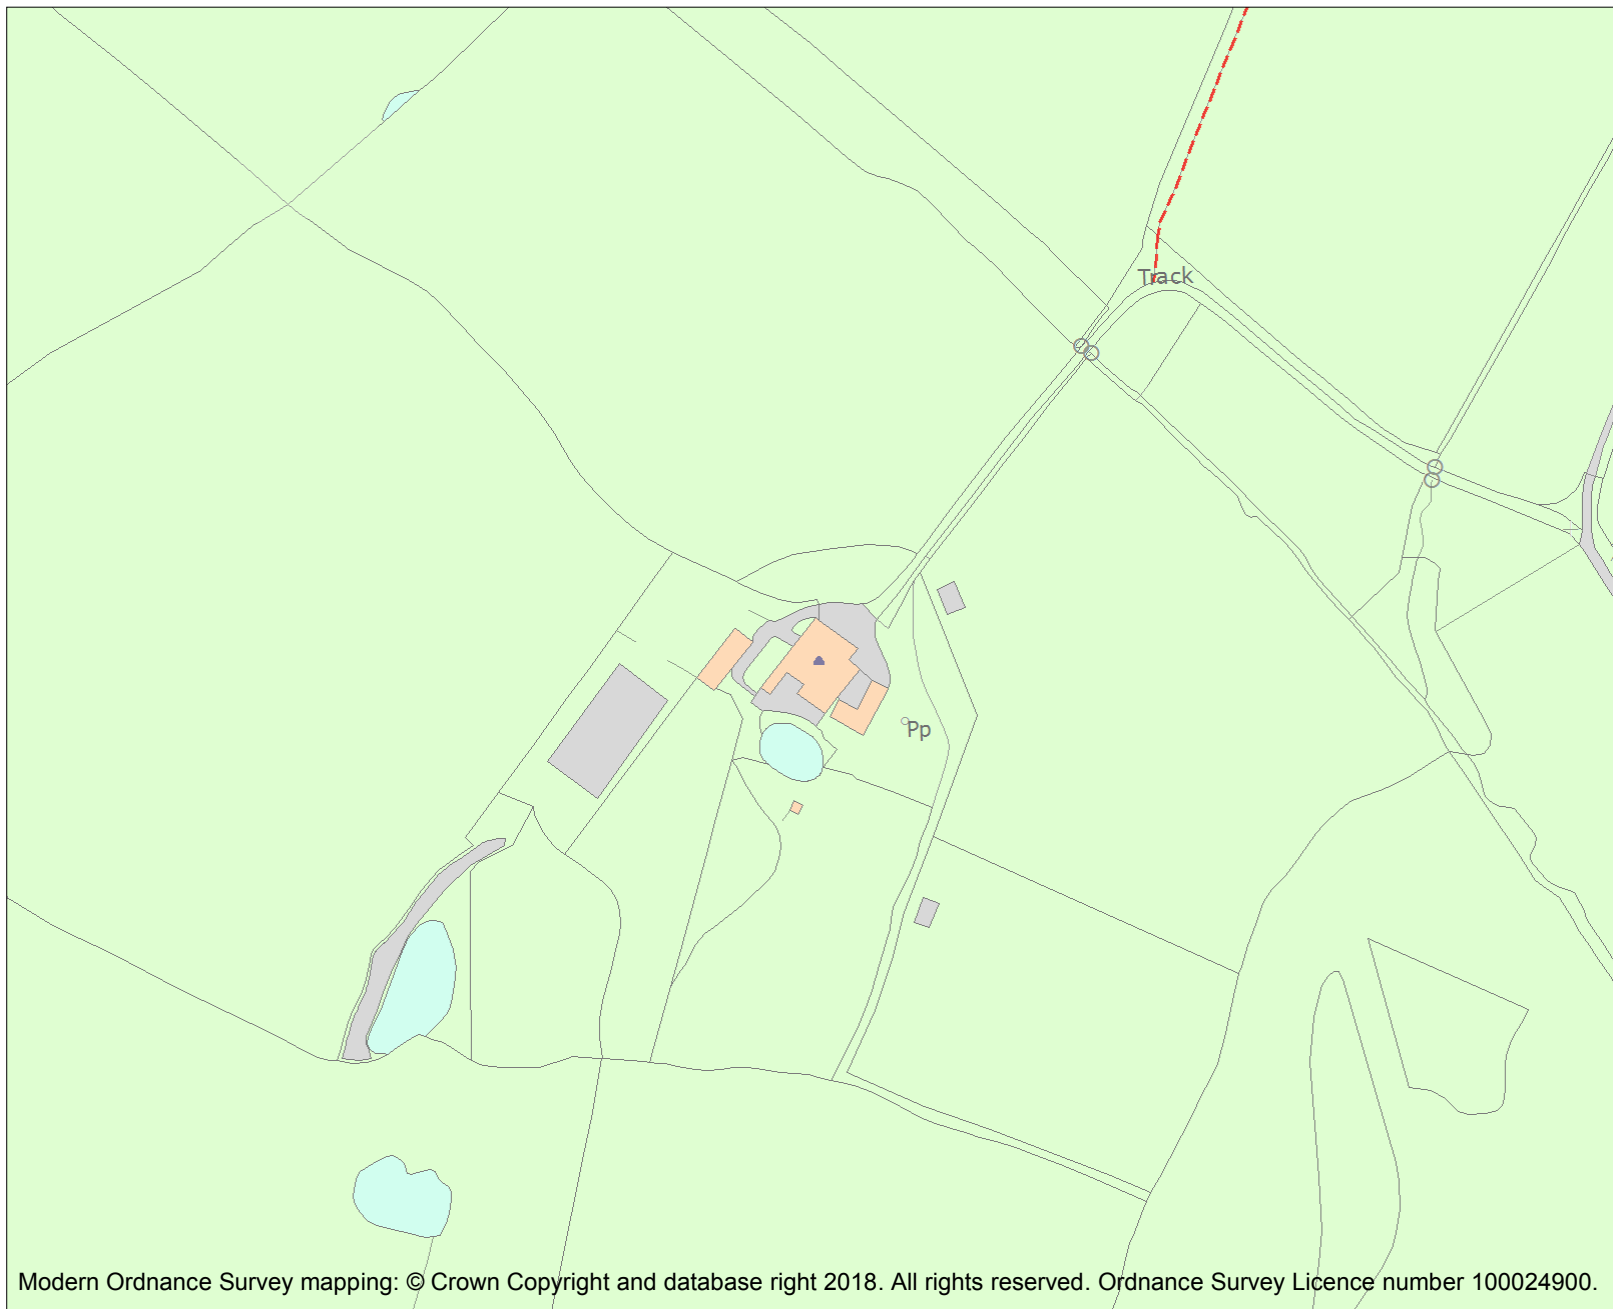 Track
Pp
Modern Ordnance Survey mapping: © Crown Copyright and database right 2018. All rights reserved. Ordnance Survey Licence number 100024900.